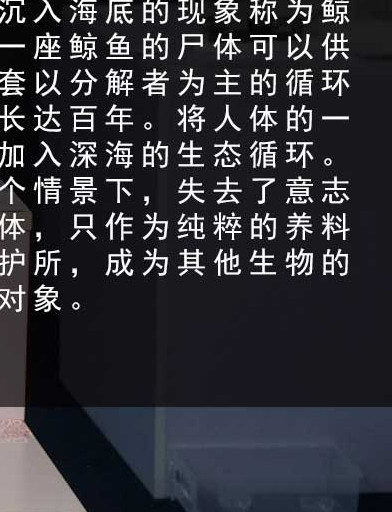 沉入海底的现象称为鲸
一座鲸鱼的尸体可以供
套以分解者为主的循环
长达百年。将人体的一
加入深海的生态循环。
个情景下，失去了意志
体，只作为纯粹的养料
护所，成为其他生物的
对象。